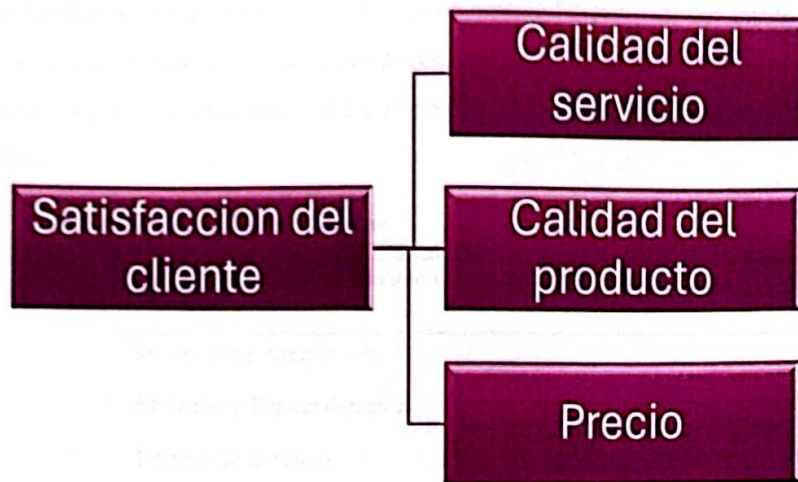 Satisfaccion del
cliente
Calidad del
servicio
Calidad del
producto
Precio